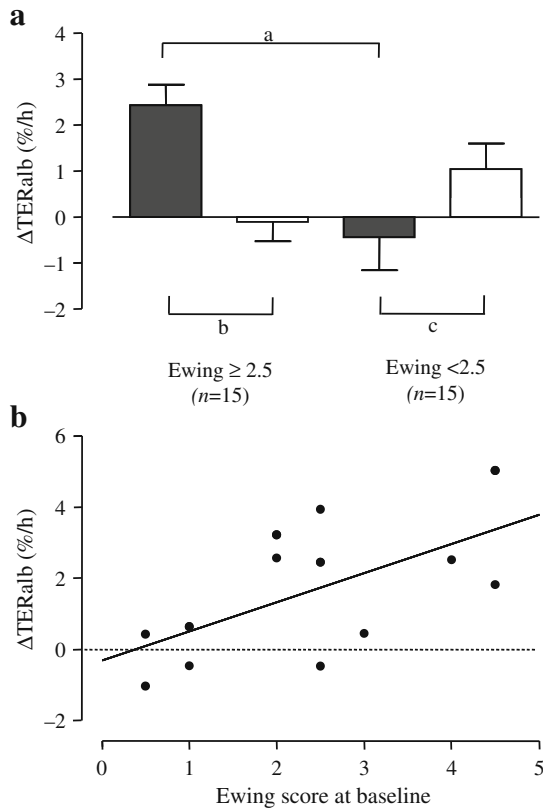 a
4
3
2
1
0
−1
−2
ΔTERalb (%/h)
a
b
c
Ewing ≥ 2.5
(n=15)
Ewing <2.5
(n=15)
b
6
4
2
0
−2
ΔTERalb (%/h)
0 1 2 3 4 5
Ewing score at baseline